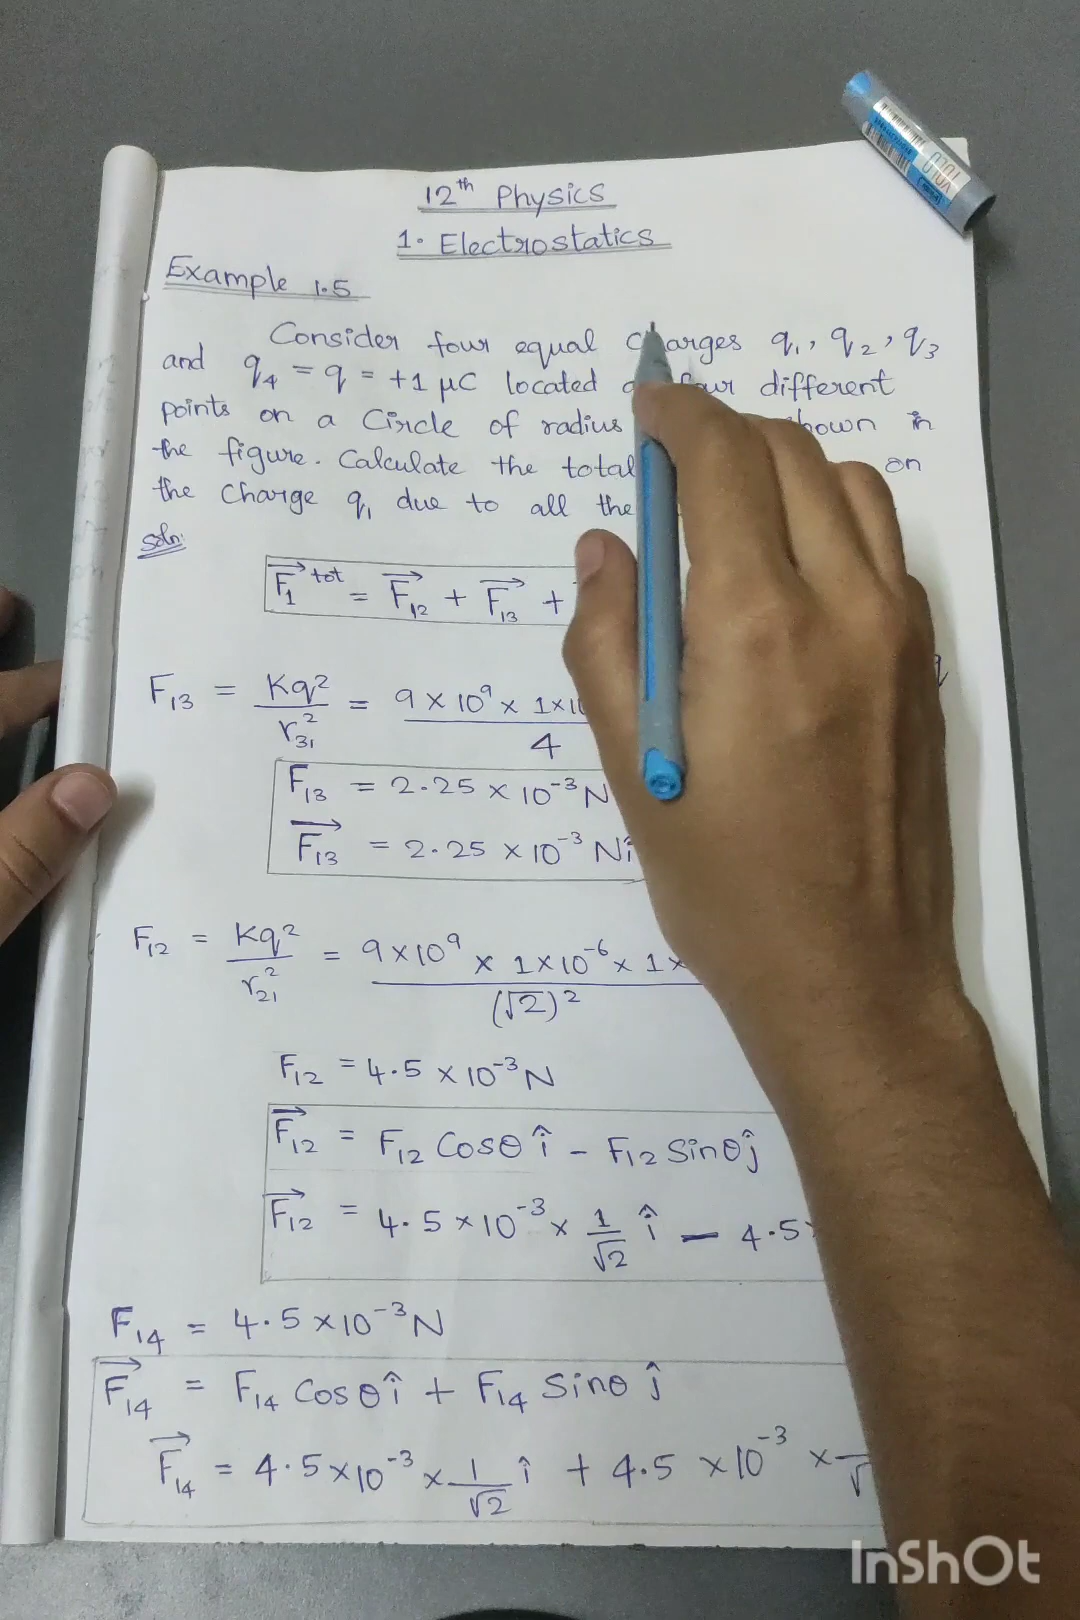 12th Physics
1. Electrostatics
Example 1.5
Consider four equal charges q₁, q₂, q₃
and q₄ = q = +1 μC located four different
points on a Circle of radius shown in
the figure. Calculate the total on
the charge q₁ due to all the
Soln:
F₁^tot = F₁₂ + F₁₃ +
F₁₃ = Kq²/r₃₁² = 9 × 10⁹ × 1×10 / 4
F₁₃ = 2.25 × 10⁻³ N
F₁₃ = 2.25 × 10⁻³ Nî
F₁₂ = Kq²/r₂₁² = 9×10⁹ × 1×10⁻⁶ × 1× / (√2)²
F₁₂ = 4.5 × 10⁻³ N
F₁₂ = F₁₂ Cosθ î - F₁₂ Sinθ ĵ
F₁₂ = 4.5 × 10⁻³ × 1/√2 î - 4.5
F₁₄ = 4.5 × 10⁻³ N
F₁₄ = F₁₄ Cosθ î + F₁₄ Sinθ ĵ
F₁₄ = 4.5×10⁻³ × 1/√2 î + 4.5 × 10⁻³ ×
InShOt